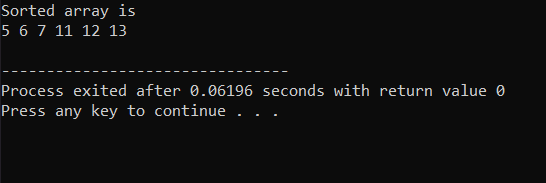 Sorted array is
5 6 7 11 12 13
--------------------------------
Process exited after 0.06196 seconds with return value 0
Press any key to continue . . .